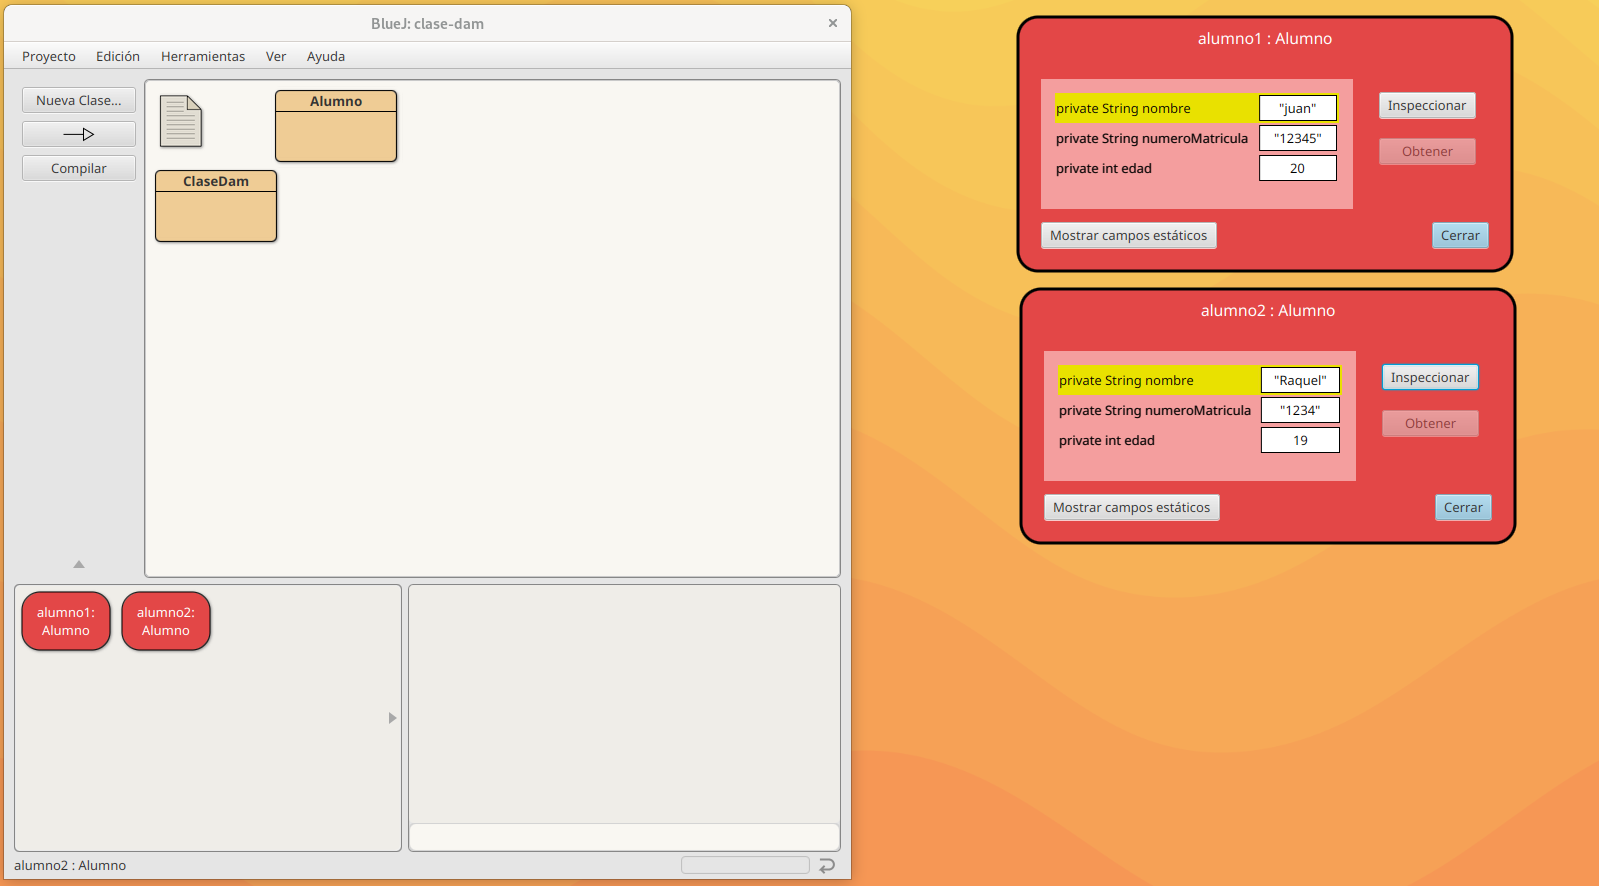 BlueJ: clase-dam
Proyecto Edición Herramientas Ver Ayuda
Nueva Clase...
Compilar
Alumno
ClaseDam
alumno1:
Alumno
alumno2:
Alumno
alumno2 : Alumno
alumno1 : Alumno
private String nombre "juan"
private String numeroMatricula "12345"
private int edad 20
Inspeccionar
Obtener
Mostrar campos estáticos Cerrar
alumno2 : Alumno
private String nombre "Raquel"
private String numeroMatricula "1234"
private int edad 19
Inspeccionar
Obtener
Mostrar campos estáticos Cerrar